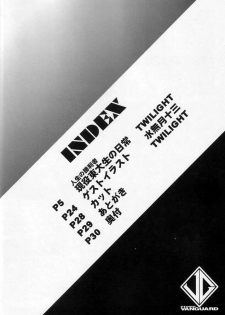 INDEX
P5 現役東大生の日常 TWILIGHT
P24 ゲストイラスト 水無月十三
P28 カット TWILIGHT
P29 あとがき
P30 奥付
VANGUARD